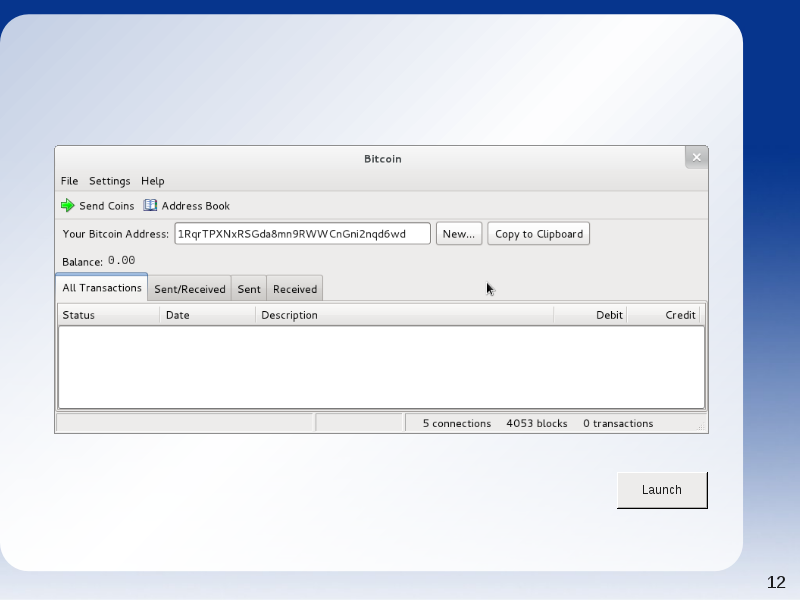 Bitcoin
File Settings Help
Send Coins Address Book
Your Bitcoin Address: 1RqrTPXNxRSGda8mn9RWWCnGni2nqd6wd New... Copy to Clipboard
Balance: 0.00
All Transactions Sent/Received Sent Received
Status Date Description Debit Credit
5 connections 4053 blocks 0 transactions
Launch
12